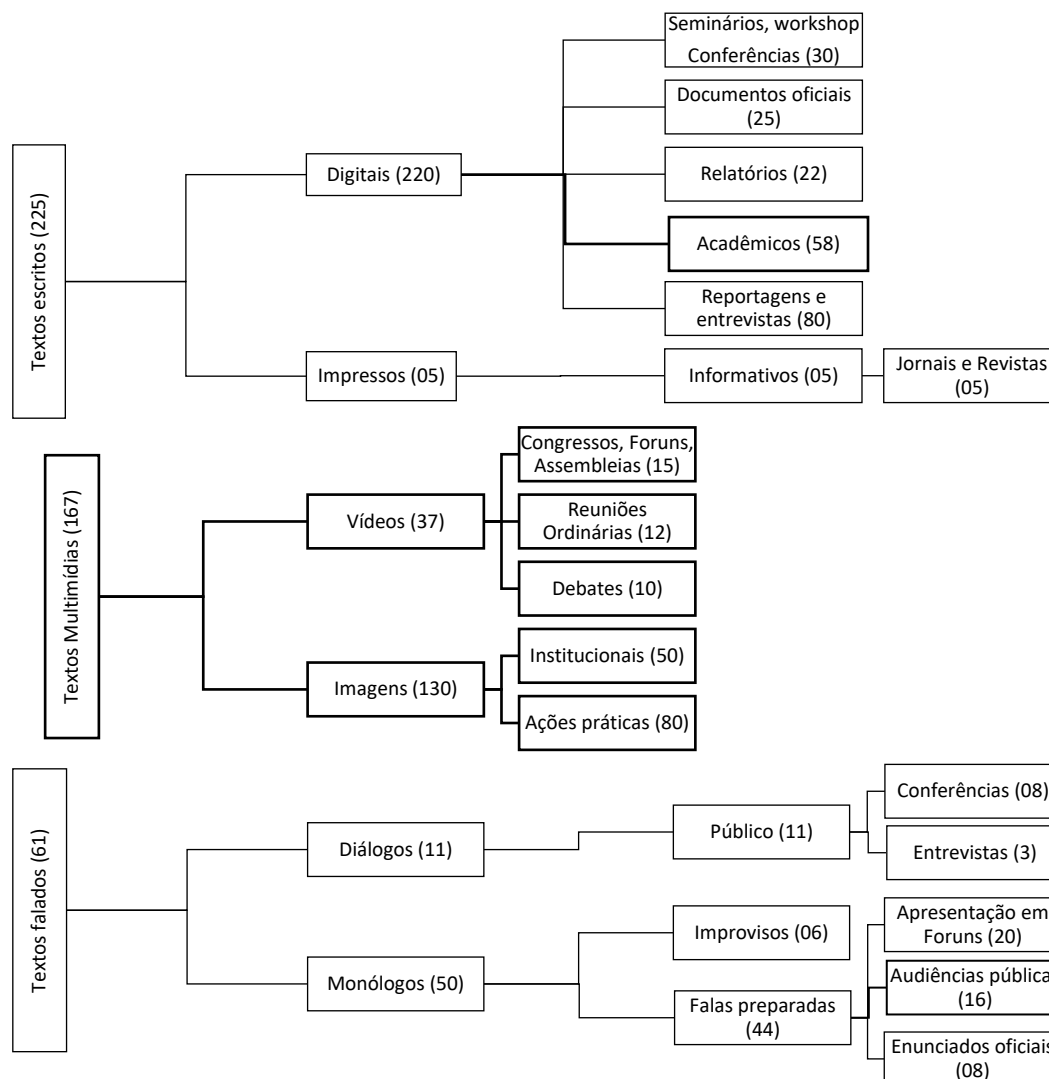 Textos escritos (225)
Digitais (220)
Seminários, workshop
Conferências (30)
Documentos oficiais
(25)
Relatórios (22)
Acadêmicos (58)
Reportagens e
entrevistas (80)
Impressos (05)
Informativos (05)
Jornais e Revistas
(05)
Textos Multimídias (167)
Vídeos (37)
Congressos, Foruns,
Assembleias (15)
Reuniões
Ordinárias (12)
Debates (10)
Imagens (130)
Institucionais (50)
Ações práticas (80)
Textos falados (61)
Diálogos (11)
Público (11)
Conferências (08)
Entrevistas (3)
Monólogos (50)
Improvisos (06)
Falas preparadas
(44)
Apresentação em
Foruns (20)
Audiências pública
(16)
Enunciados oficiais
(08)